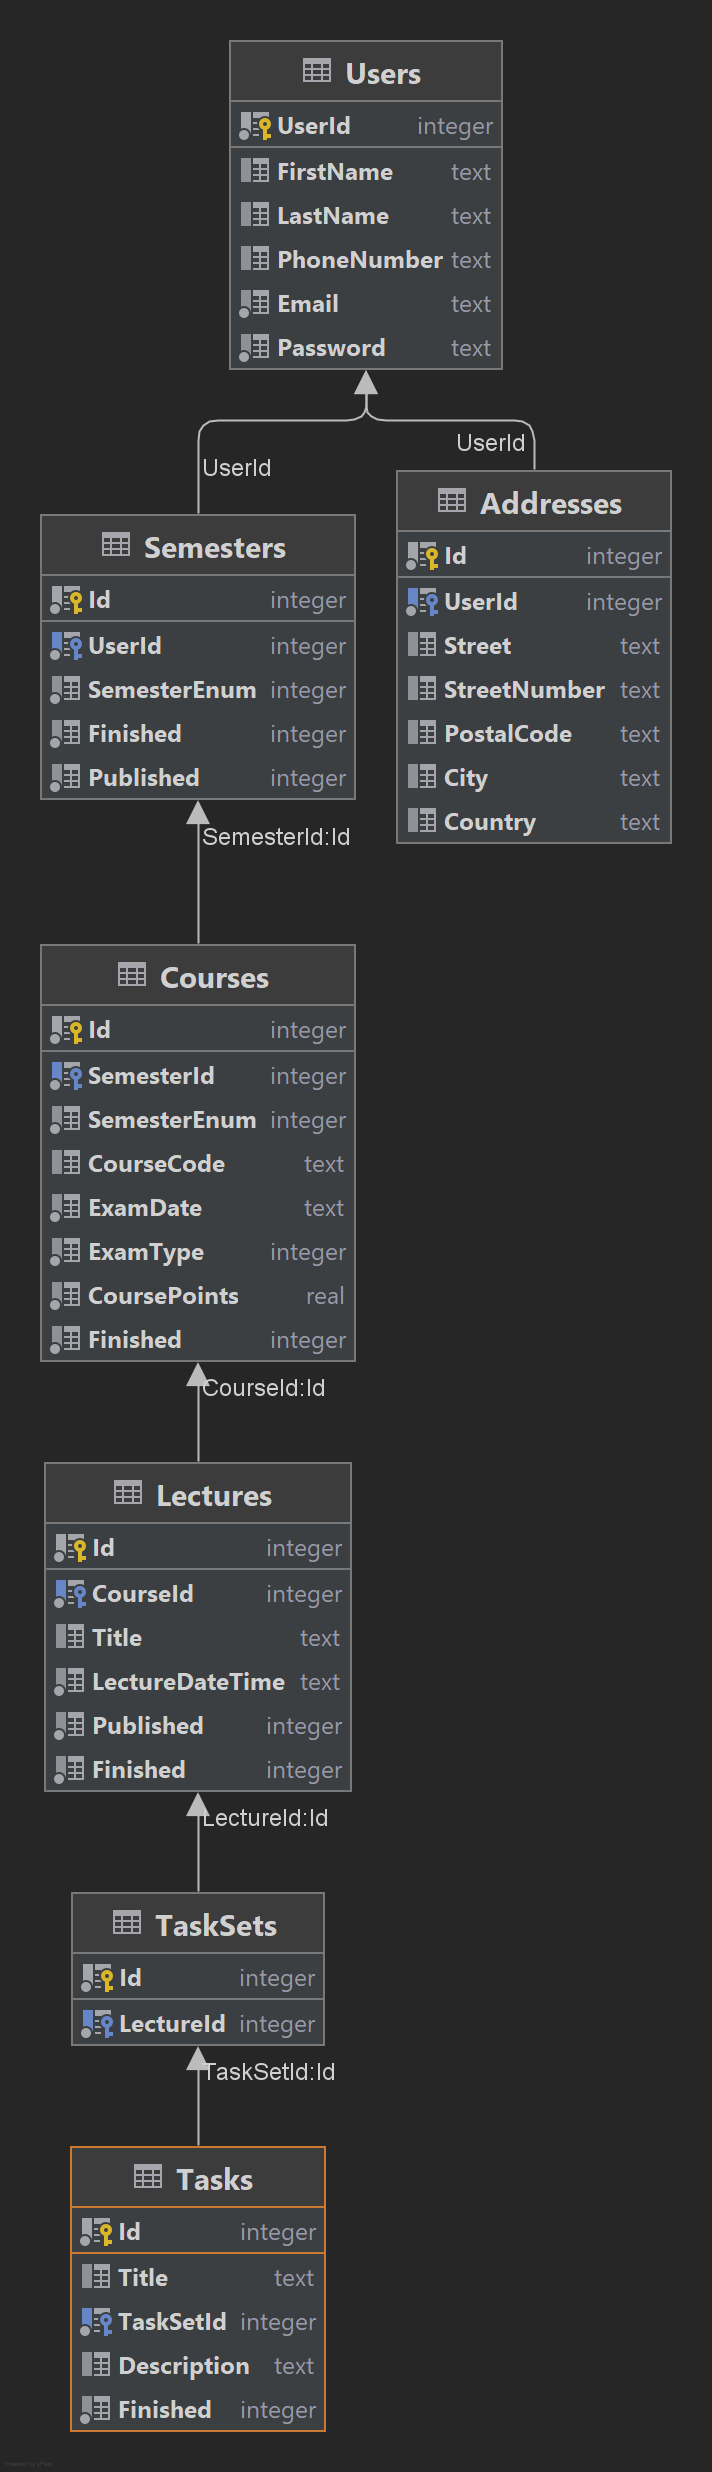 Users
UserId integer
FirstName text
LastName text
PhoneNumber text
Email text
Password text
UserId
UserId
Addresses
Id integer
UserId integer
Street text
StreetNumber text
PostalCode text
City text
Country text
Semesters
Id integer
UserId integer
SemesterEnum integer
Finished integer
Published integer
SemesterId:Id
Courses
Id integer
SemesterId integer
SemesterEnum integer
CourseCode text
ExamDate text
ExamType integer
CoursePoints real
Finished integer
CourseId:Id
Lectures
Id integer
CourseId integer
Title text
LectureDateTime text
Published integer
Finished integer
LectureId:Id
TaskSets
Id integer
LectureId integer
TaskSetId:Id
Tasks
Id integer
Title text
TaskSetId integer
Description text
Finished integer